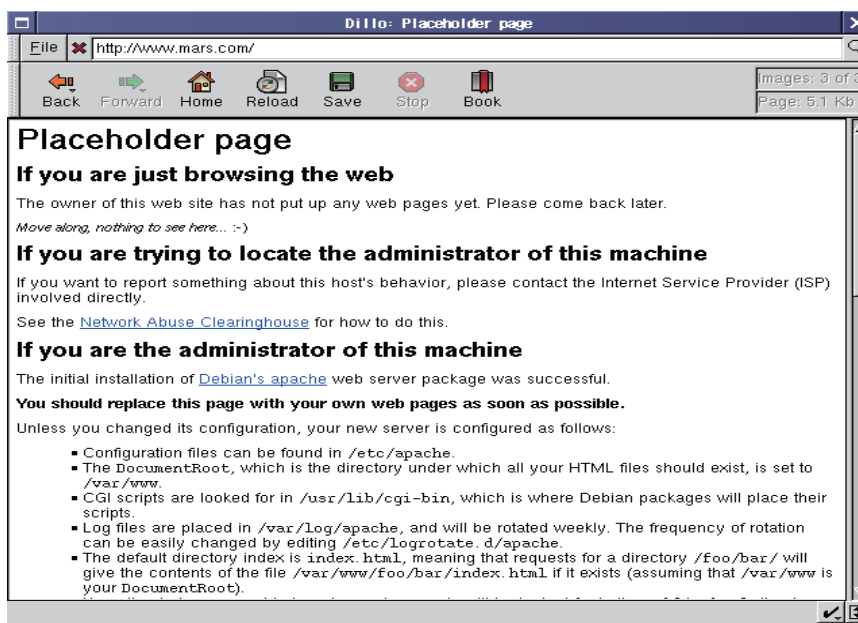 Dillo: Placeholder page
File http://www.mars.com/
Images: 3 of
Back Forward Home Reload Save Stop Book
Page: 5.1 Kb
Placeholder page
If you are just browsing the web
The owner of this web site has not put up any web pages yet. Please come back later.
Move along, nothing to see here... :-)
If you are trying to locate the administrator of this machine
If you want to report something about this host's behavior, please contact the Internet Service Provider (ISP)
involved directly.
See the Network Abuse Clearinghouse for how to do this.
If you are the administrator of this machine
The initial installation of Debian's apache web server package was successful.
You should replace this page with your own web pages as soon as possible.
Unless you changed its configuration, your new server is configured as follows:
Configuration files can be found in /etc/apache.
The DocumentRoot, which is the directory under which all your HTML files should exist, is set to
/var/www.
CGI scripts are looked for in /usr/lib/cgi-bin, which is where Debian packages will place their
scripts.
Log files are placed in /var/log/apache, and will be rotated weekly. The frequency of rotation
can be easily changed by editing /etc/logrotate.d/apache.
The default directory index is index.html, meaning that requests for a directory /foo/bar/ will
give the contents of the file /var/www/foo/bar/index.html if it exists (assuming that /var/www is
your DocumentRoot).